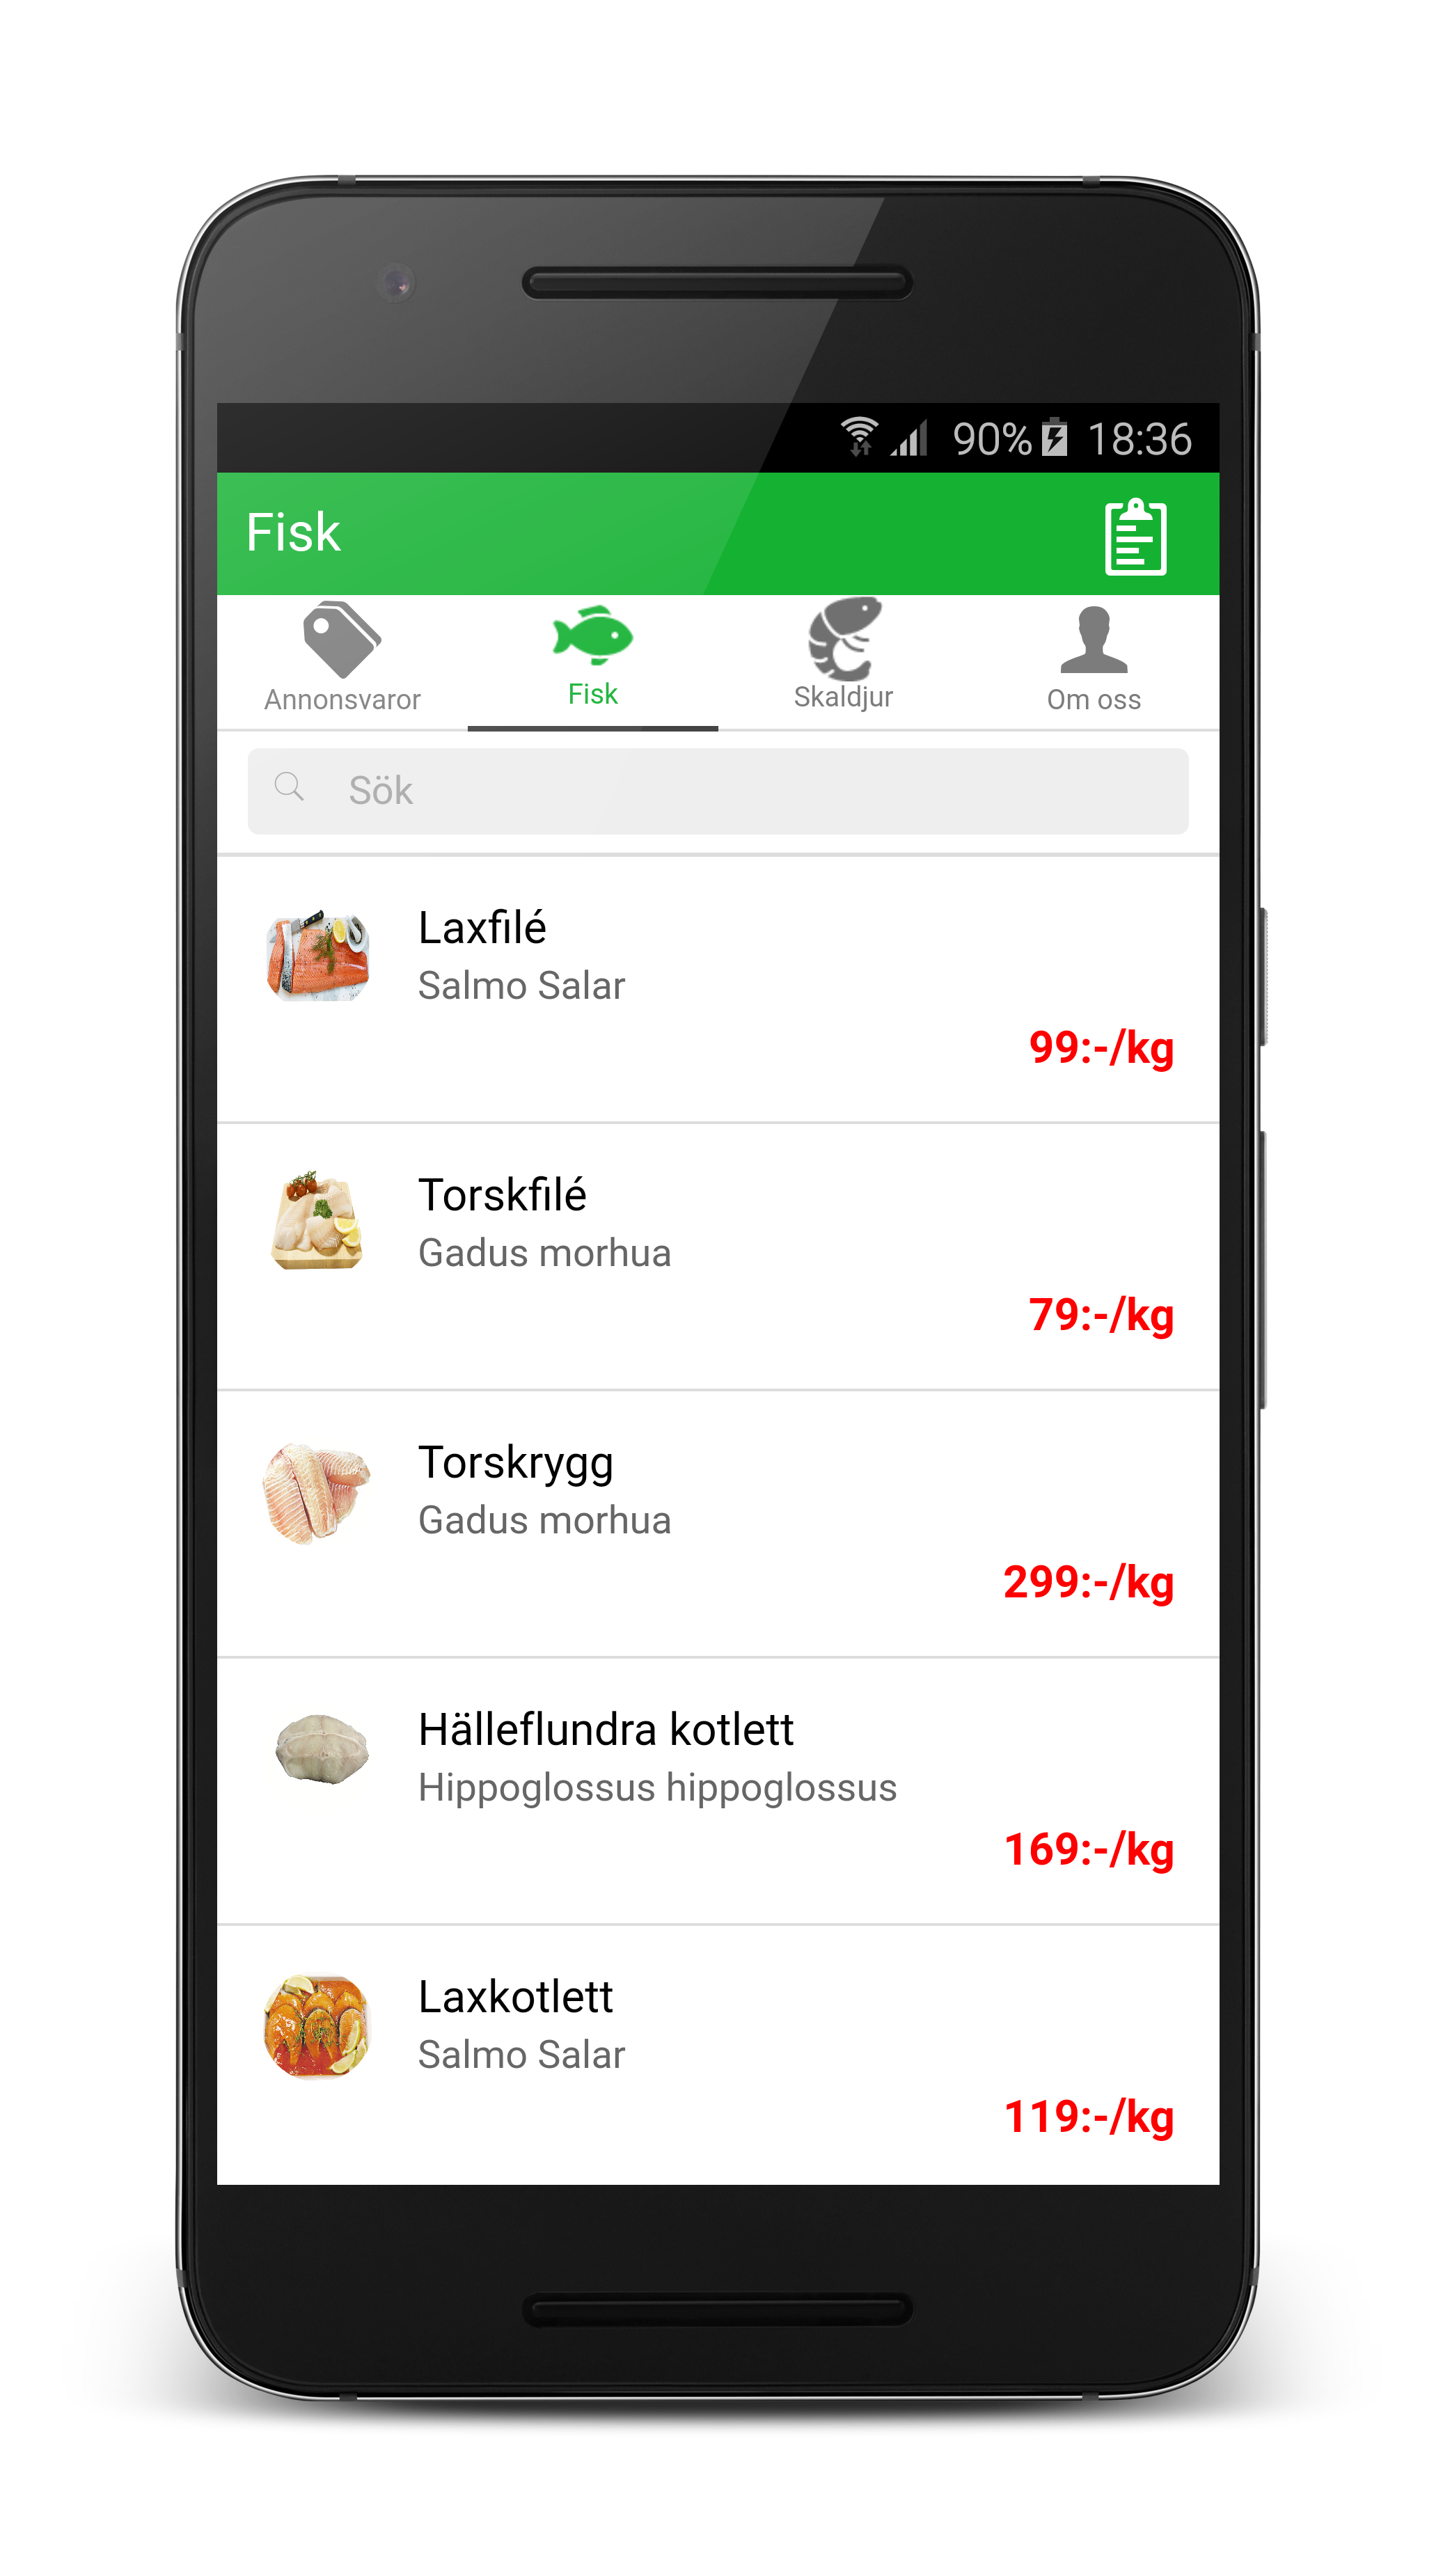 90% 18:36
Fisk
Annonsvaror Fisk Skaldjur Om oss
Sök
Laxfilé
Salmo Salar
99:-/kg
Torskfilé
Gadus morhua
79:-/kg
Torskrygg
Gadus morhua
299:-/kg
Hälleflundra kotlett
Hippoglossus hippoglossus
169:-/kg
Laxkotlett
Salmo Salar
119:-/kg